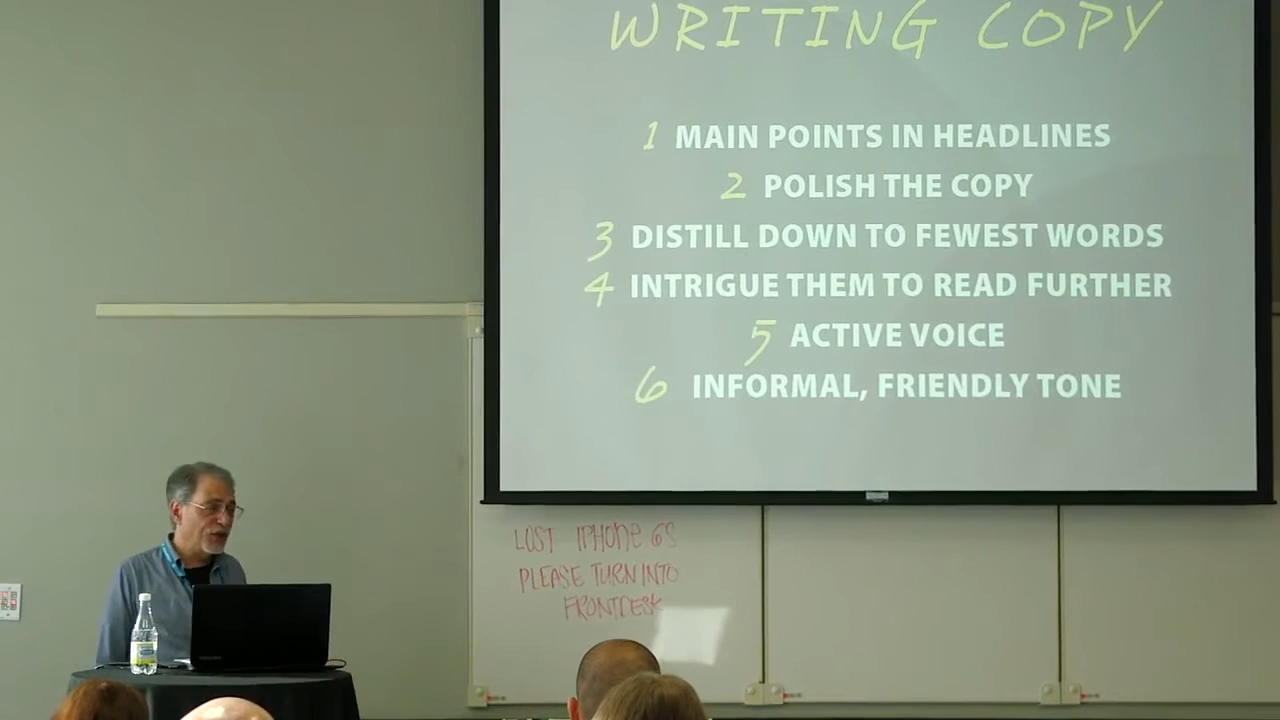 WRITING COPY
1 MAIN POINTS IN HEADLINES
2 POLISH THE COPY
3 DISTILL DOWN TO FEWEST WORDS
4 INTRIGUE THEM TO READ FURTHER
5 ACTIVE VOICE
6 INFORMAL, FRIENDLY TONE
LOST IPHONE 6S
PLEASE TURN INTO
FRONTDESK